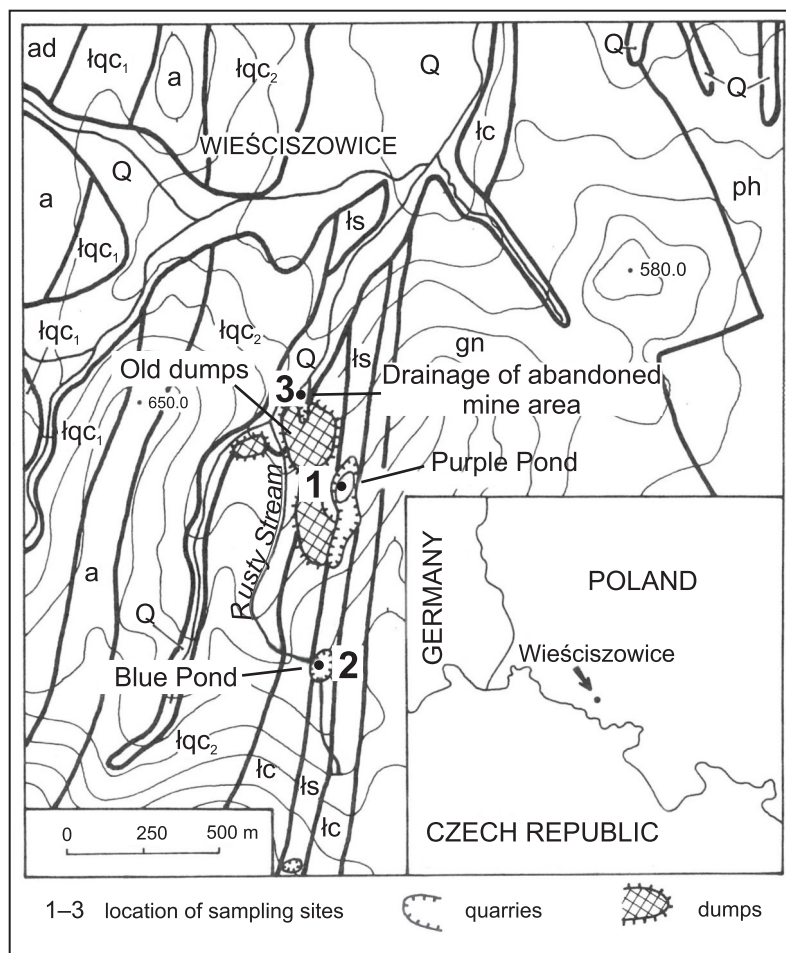 ad
łqc₁
a
łqc₂
Q
Q
Q
WIEŚCISZOWICE
łc
Q
ph
a
łs
łqc₁
580.0
łqc₁
łqc₂
Q
łs
gn
Old dumps
3
Drainage of abandoned
mine area
650.0
łqc₁
1
Purple Pond
Rusty Stream
GERMANY
POLAND
a
Q
Wieściszowice
Blue Pond
2
łqc₂
łc
łs
łc
0 250 500 m
CZECH REPUBLIC
1–3 location of sampling sites
quarries
dumps